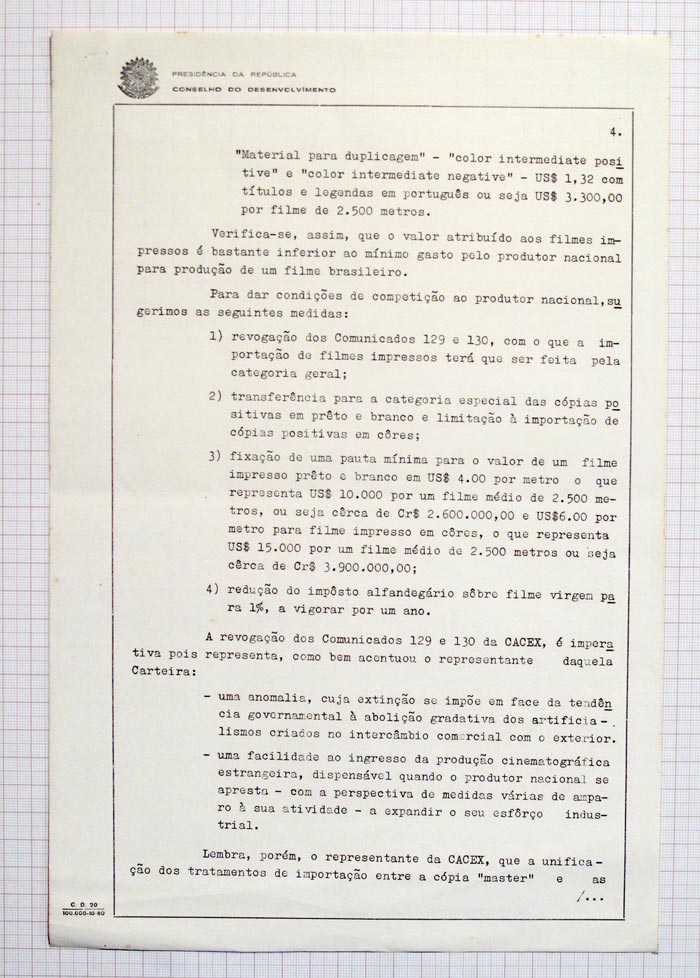 PRESIDÊNCIA DA REPÚBLICA
CONSELHO DO DESENVOLVIMENTO
4.
"Material para duplicagem" - "color intermediate posi
tive" e "color intermediate negative" - US$ 1,32 com
títulos e legendas em português ou seja US$ 3.300,00
por filme de 2.500 metros.
Verifica-se, assim, que o valor atribuído aos filmes im-
pressos é bastante inferior ao mínimo gasto pelo produtor nacional
para produção de um filme brasileiro.
Para dar condições de competição ao produtor nacional,su
gerimos as seguintes medidas:
1) revogação dos Comunicados 129 e 130, com o que a im-
portação de filmes impressos terá que ser feita pela
categoria geral;
2) transferência para a categoria especial das cópias po
sitivas em prêto e branco e limitação à importação de
cópias positivas em côres;
3) fixação de uma pauta mínima para o valor de um filme
impresso prêto e branco em US$ 4.00 por metro o que
representa US$ 10.000 por um filme médio de 2.500 me-
tros, ou seja cêrca de Cr$ 2.600.000,00 e US$6.00 por
metro para filme impresso em côres, o que representa
US$ 15.000 por um filme médio de 2.500 metros ou seja
cêrca de Cr$ 3.900.000,00;
4) redução do impôsto alfandegário sôbre filme virgem pa
ra 1%, a vigorar por um ano.
A revogação dos Comunicados 129 e 130 da CACEX, é impera
tiva pois representa, como bem acentuou o representante daquela
Carteira:
- uma anomalia, cuja extinção se impõe em face da tendên
cia governamental à abolição gradativa dos artificia-.
lismos criados no intercâmbio comercial com o exterior.
- uma facilidade ao ingresso da produção cinematográfica
estrangeira, dispensável quando o produtor nacional se
apresta - com a perspectiva de medidas várias de ampa-
ro à sua atividade - a expandir o seu esfôrço indus-
trial.
Lembra, porém, o representante da CACEX, que a unifica-
ção dos tratamentos de importação entre a cópia "master" e as
/...
C. D. 20
100.000-10-60